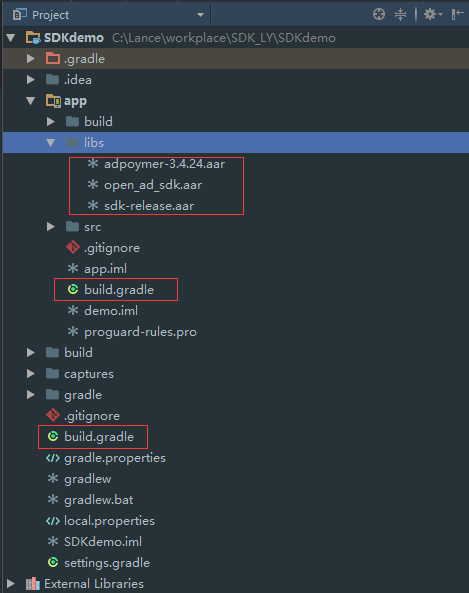 Project
SDKdemo C:\Lance\workplace\SDK_LY\SDKdemo
.gradle
.idea
app
build
libs
adpoymer-3.4.24.aar
open_ad_sdk.aar
sdk-release.aar
src
.gitignore
app.iml
build.gradle
demo.iml
proguard-rules.pro
build
captures
gradle
.gitignore
build.gradle
gradle.properties
gradlew
gradlew.bat
local.properties
SDKdemo.iml
settings.gradle
External Libraries